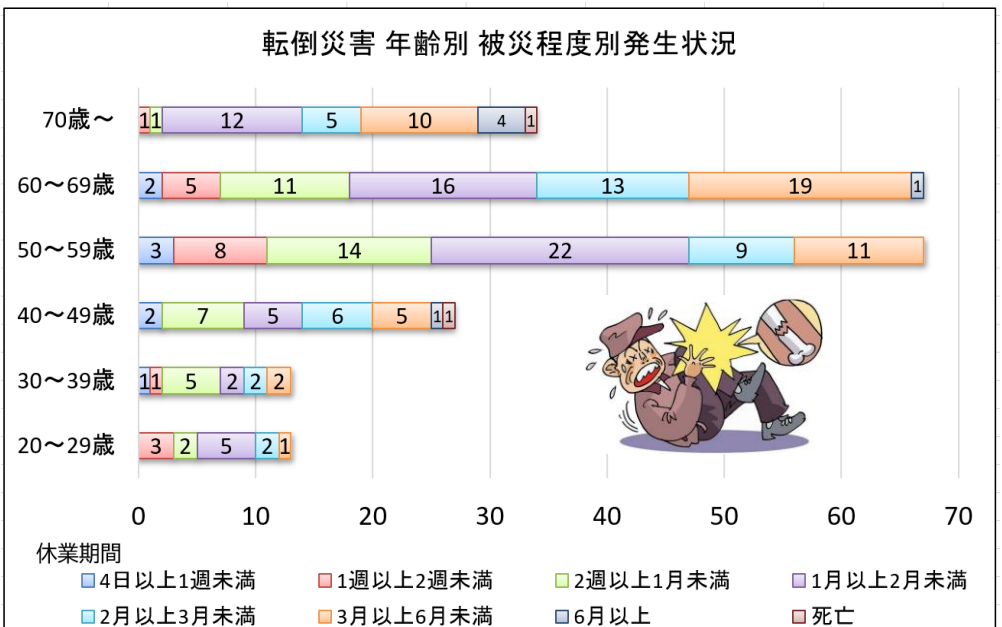 転倒災害 年齢別 被災程度別発生状況
70歳～ 1 1 12 5 10 4 1
60～69歳 2 5 11 16 13 19 1
50～59歳 3 8 14 22 9 11
40～49歳 2 7 5 6 5 1 1
30～39歳 1 1 5 2 2 2
20～29歳 3 2 5 2 1
0 10 20 30 40 50 60 70
休業期間
4日以上1週未満 1週以上2週未満 2週以上1月未満 1月以上2月未満
2月以上3月未満 3月以上6月未満 6月以上 死亡